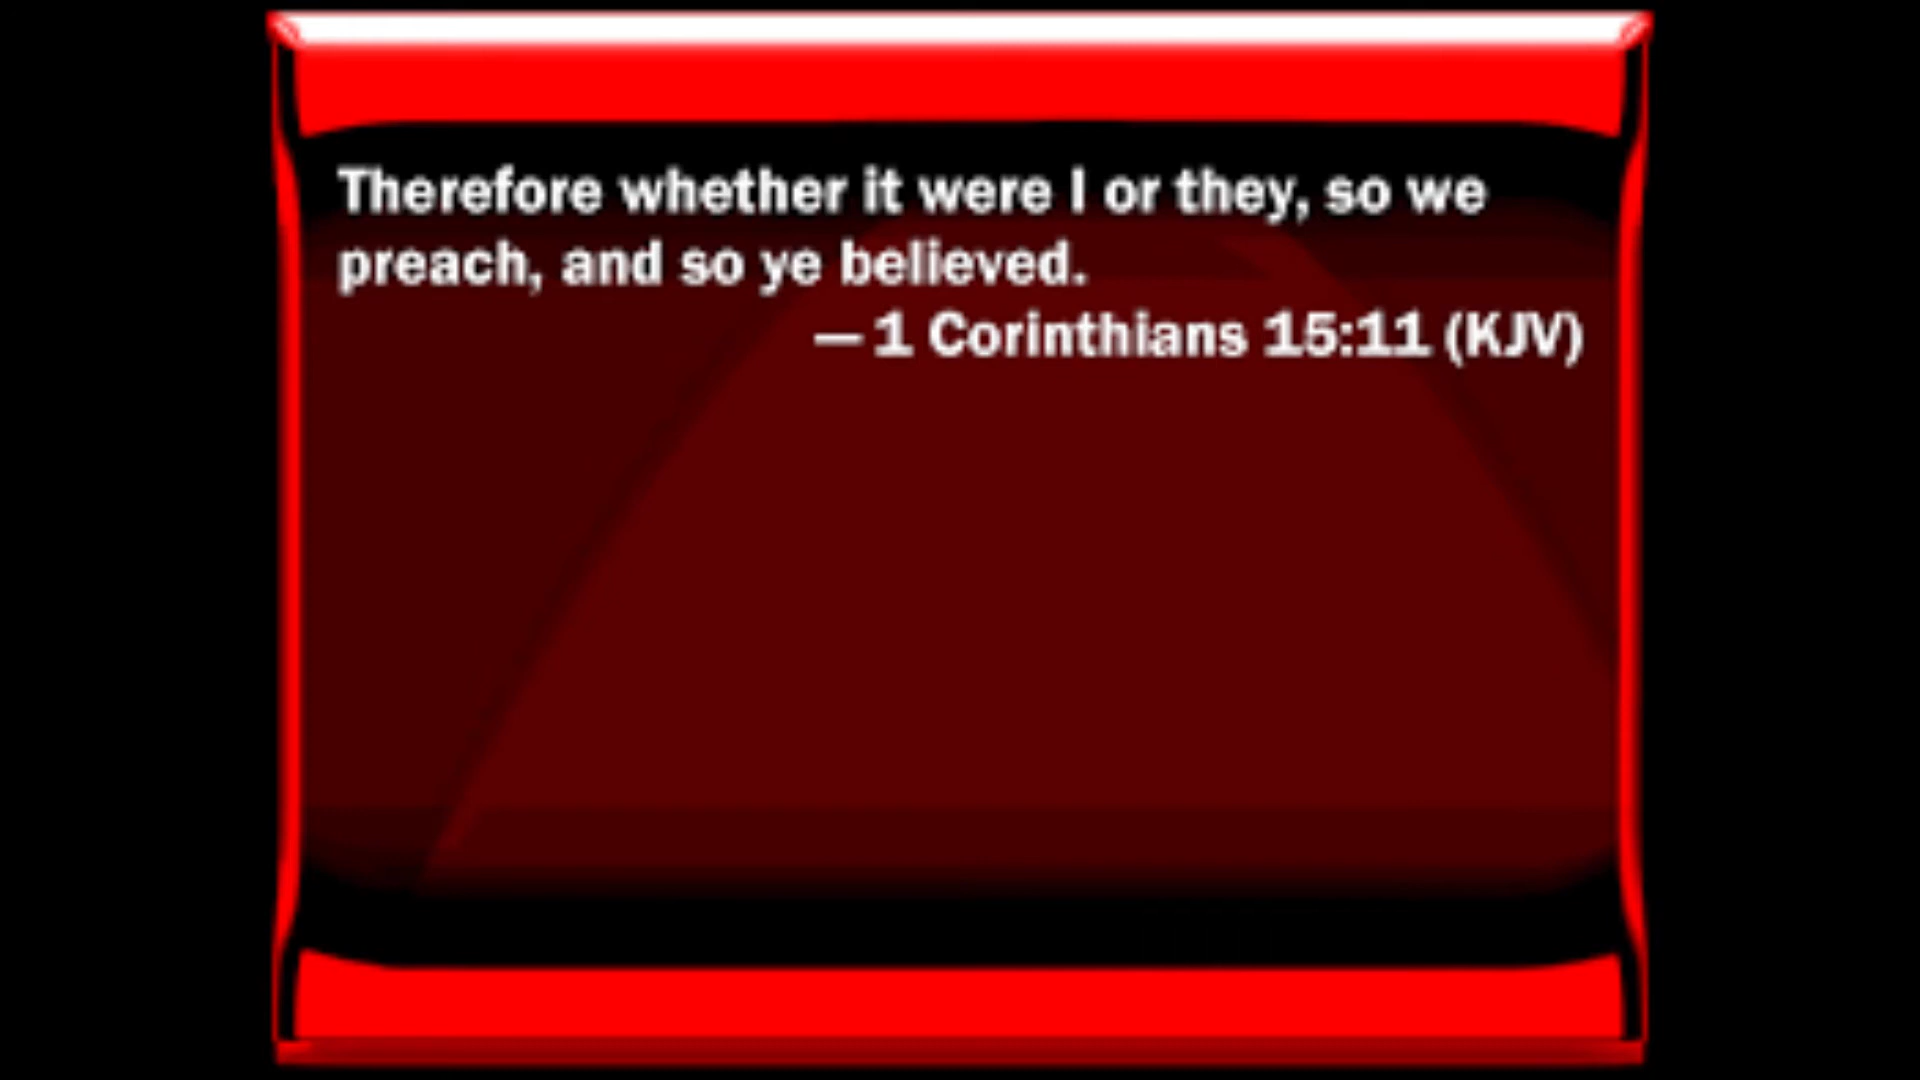 Therefore whether it were I or they, so we
preach, and so ye believed.
— 1 Corinthians 15:11 (KJV)